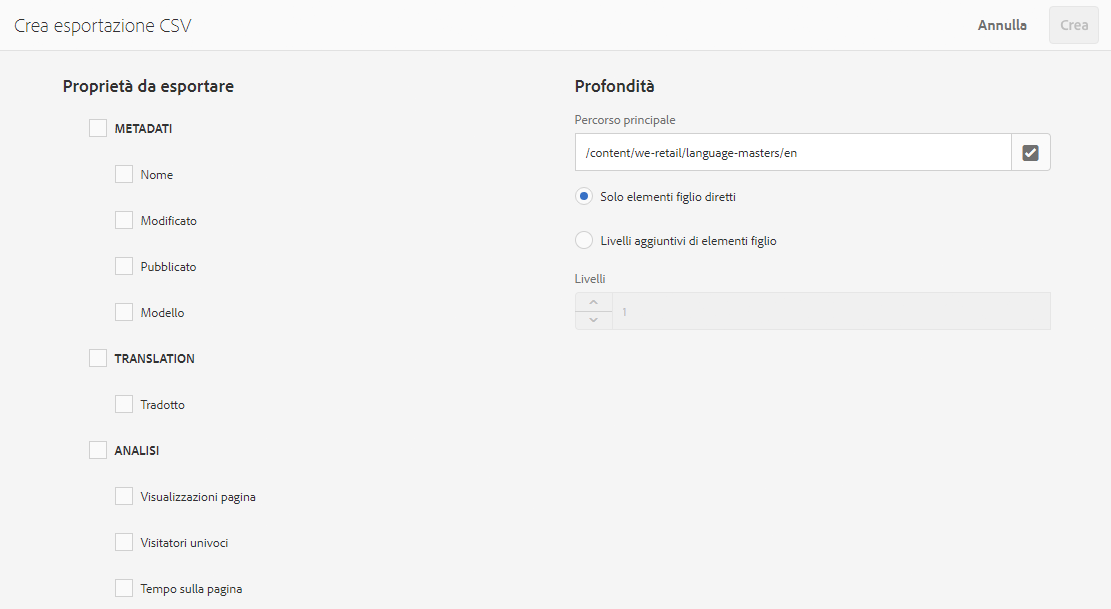 Crea esportazione CSV
Annulla
Crea
Proprietà da esportare
METADATI
Nome
Modificato
Pubblicato
Modello
TRANSLATION
Tradotto
ANALISI
Visualizzazioni pagina
Visitatori univoci
Tempo sulla pagina
Profondità
Percorso principale
/content/we-retail/language-masters/en
Solo elementi figlio diretti
Livelli aggiuntivi di elementi figlio
Livelli
1